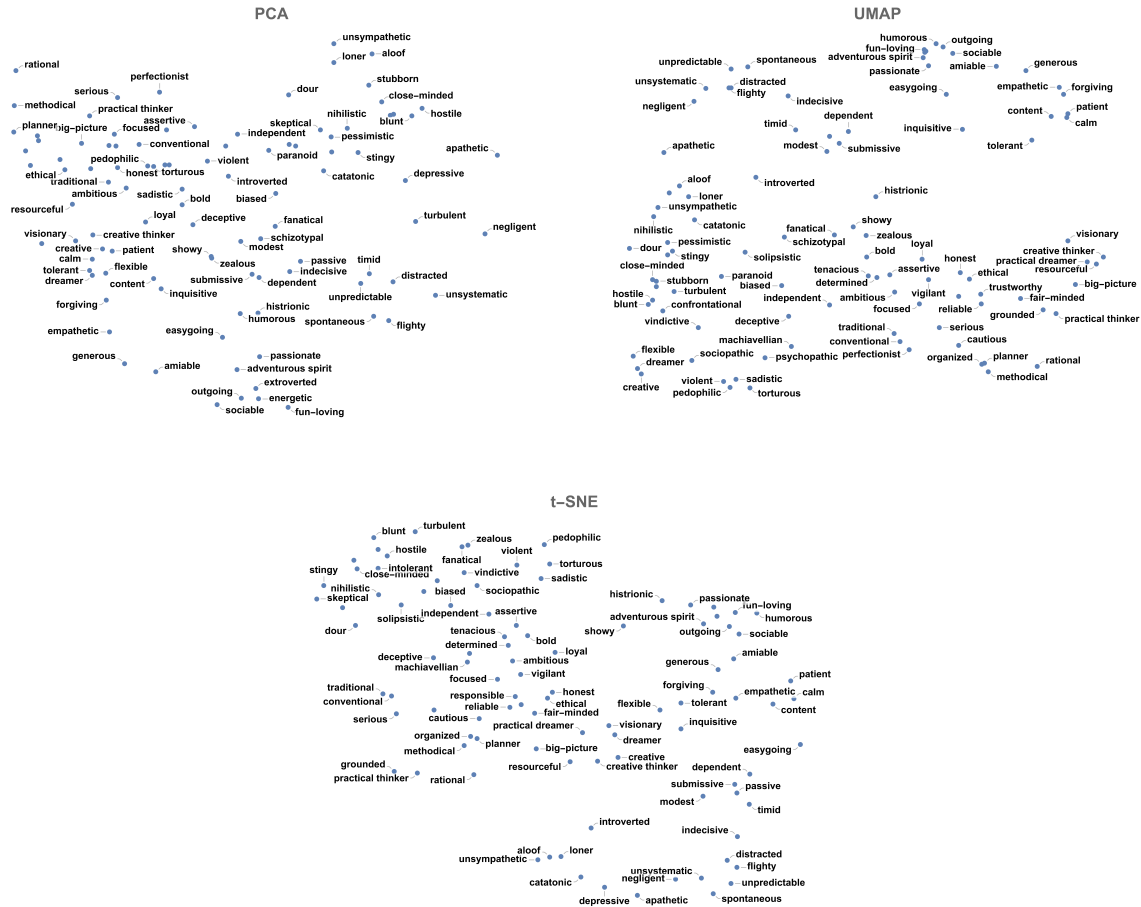 PCA
unsympathetic
loner
aloof
rational
perfectionist
serious
dour
stubborn
close-minded
methodical
practical thinker
nihilistic
hostile
blunt
planner
big-picture
focused
assertive
skeptical
independent
pessimistic
conventional
apathetic
pedophilic
violent
paranoid
stingy
ethical
honest
torturous
catatonic
depressive
traditional
introverted
ambitious
sadistic
biased
bold
resourceful
loyal
deceptive
fanatical
turbulent
negligent
visionary
creative thinker
schizotypal
creative
patient
showy
modest
calm
zealous
passive
timid
tolerant
flexible
indecisive
dreamer
submissive
dependent
distracted
content
inquisitive
unpredictable
unsystematic
forgiving
histrionic
humorous
spontaneous
flighty
empathetic
easygoing
generous
passionate
amiable
adventurous spirit
extroverted
outgoing
energetic
sociable
fun-loving
UMAP
humorous
outgoing
fun-loving
sociable
adventurous spirit
unpredictable
spontaneous
passionate
amiable
generous
unsystematic
distracted
flighty
easygoing
empathetic
forgiving
negligent
indecisive
content
patient
calm
dependent
timid
inquisitive
modest
submissive
tolerant
apathetic
aloof
introverted
loner
histrionic
unsympathetic
catatonic
showy
nihilistic
fanatical
zealous
visionary
pessimistic
schizotypal
loyal
dour
stingy
solipsistic
bold
creative thinker
honest
practical dreamer
close-minded
resourceful
tenacious
assertive
paranoid
ethical
stubborn
biased
determined
big-picture
turbulent
trustworthy
hostile
ambitious
vigilant
fair-minded
blunt
confrontational
independent
focused
reliable
grounded
practical thinker
vindictive
deceptive
traditional
serious
machiavellian
conventional
cautious
flexible
sociopathic
psychopathic
perfectionist
organized
planner
rational
dreamer
methodical
creative
violent
sadistic
pedophilic
torturous
t-SNE
blunt
turbulent
zealous
pedophilic
hostile
violent
fanatical
stingy
intolerant
torturous
close-minded
vindictive
sadistic
nihilistic
biased
sociopathic
skeptical
histrionic
passionate
fun-loving
solipsistic
independent
assertive
adventurous spirit
humorous
dour
tenacious
showy
outgoing
sociable
determined
bold
loyal
amiable
deceptive
machiavellian
ambitious
generous
focused
vigilant
patient
traditional
forgiving
empathetic
calm
conventional
responsible
honest
reliable
ethical
flexible
tolerant
content
serious
cautious
fair-minded
practical dreamer
visionary
inquisitive
organized
dreamer
methodical
planner
big-picture
easygoing
grounded
resourceful
creative
creative thinker
dependent
practical thinker
rational
submissive
passive
modest
timid
introverted
indecisive
aloof
loner
unsympathetic
distracted
flighty
unsystematic
catatonic
negligent
unpredictable
depressive
apathetic
spontaneous